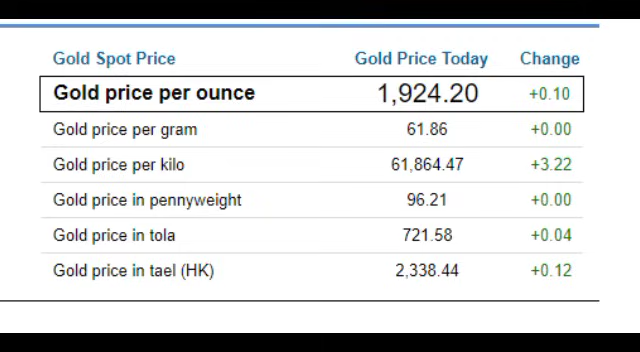 Gold Spot Price Gold Price Today Change
Gold price per ounce 1,924.20 +0.10
Gold price per gram 61.86 +0.00
Gold price per kilo 61,864.47 +3.22
Gold price in pennyweight 96.21 +0.00
Gold price in tola 721.58 +0.04
Gold price in tael (HK) 2,338.44 +0.12